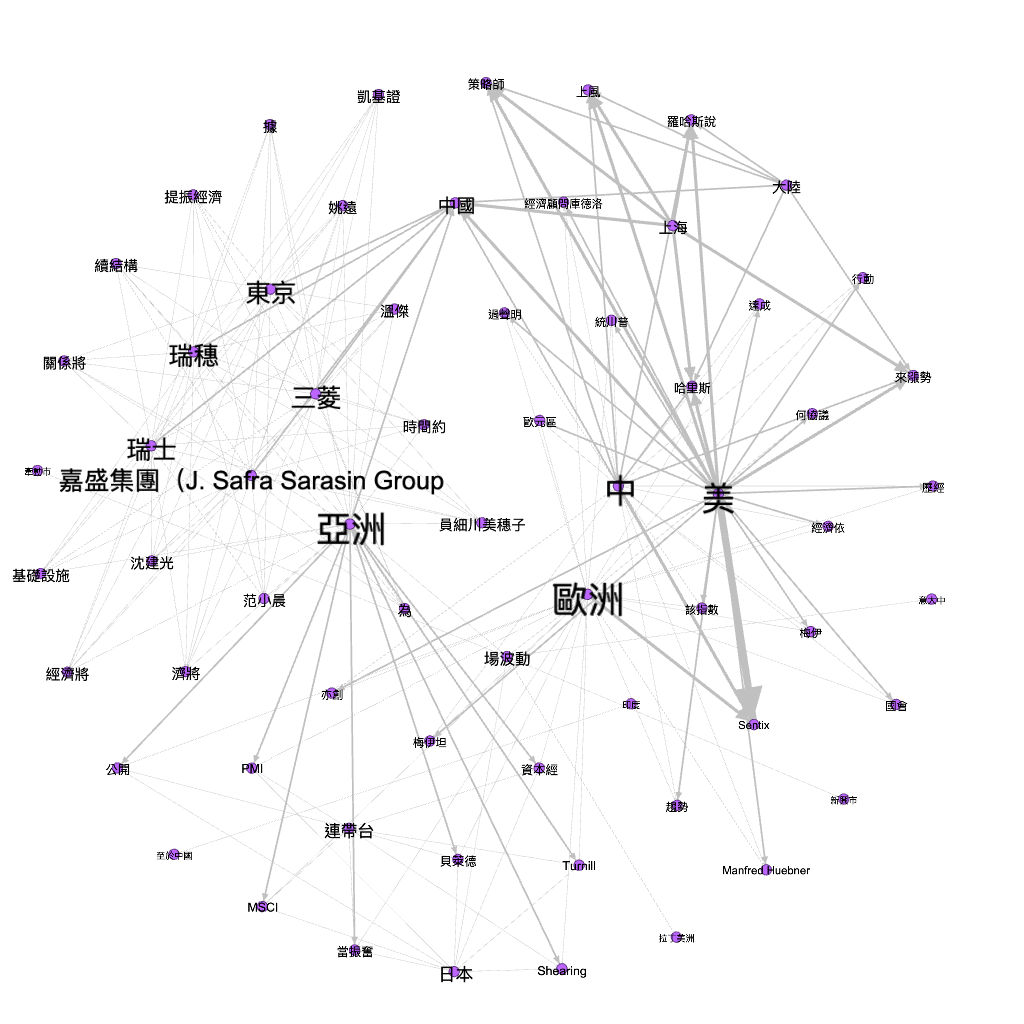 策略師
上風
凱基證
羅哈斯說
據
大陸
提振經濟
姚遠
中國
經濟顧問庫德洛
上海
續結構
行動
東京
達成
溫傑
過聲明
統川普
瑞穗
關係將
來漲勢
哈里斯
三菱
何協議
歐元區
時間約
瑞士
嘉盛集團（J. Safra Sarasin Group
中
美
歷經
亞洲
員細川美穗子
經濟依
沈建光
基礎設施
歐洲
范小晨
為
該指數
意大中
梅伊
場波動
經濟將
濟將
亦創
印度
國會
Sentix
梅伊坦
公開
PMI
資本經
新興市
趨勢
連帶台
至於中國
貝萊德
Turnill
Manfred Huebner
MSCI
拉丁美洲
當振奮
日本
Shearing